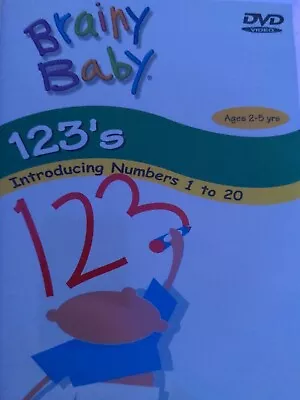 DVD
VIDEO
Brainy
Baby®
Ages 2-5 yrs
123's
Introducing Numbers 1 to 20
123